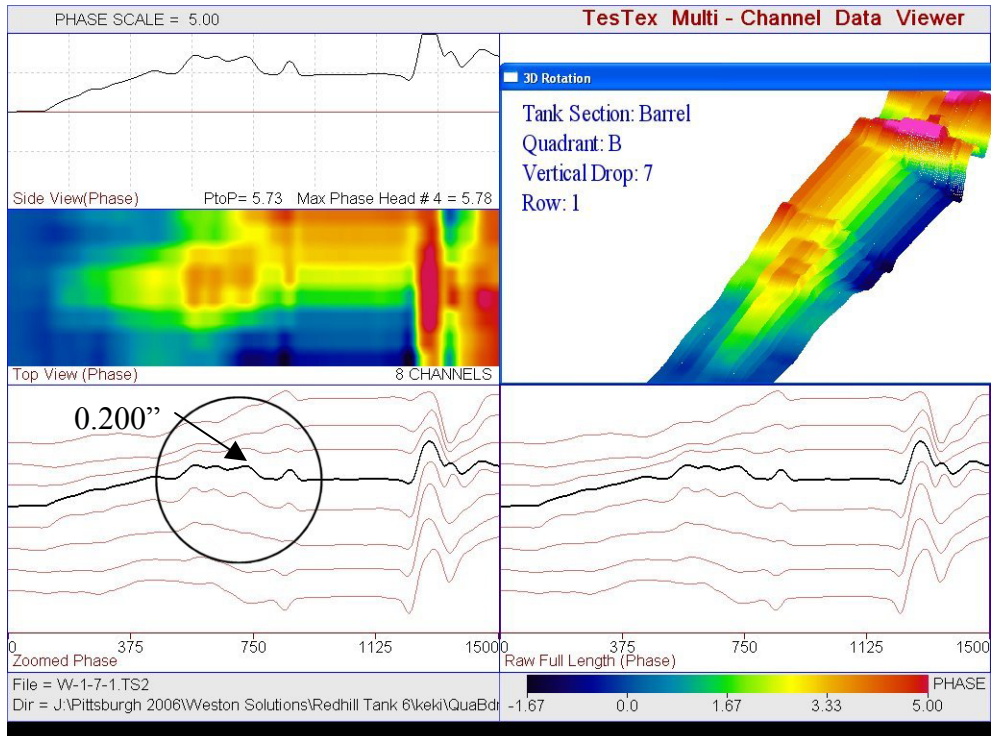 PHASE SCALE = 5.00
TesTex Multi - Channel Data Viewer
3D Rotation
Tank Section: Barrel
Quadrant: B
Vertical Drop: 7
Row: 1
Side View(Phase) PtoP= 5.73 Max Phase Head # 4 = 5.78
Top View (Phase) 8 CHANNELS
0.200”
0 375 750 1125 1500
Zoomed Phase
0 375 750 1125 1500
Raw Full Length (Phase)
File = W-1-7-1.TS2
Dir = J:\Pittsburgh 2006\Weston Solutions\Redhill Tank 6\keki\QuaBdr
PHASE
-1.67 0.0 1.67 3.33 5.00